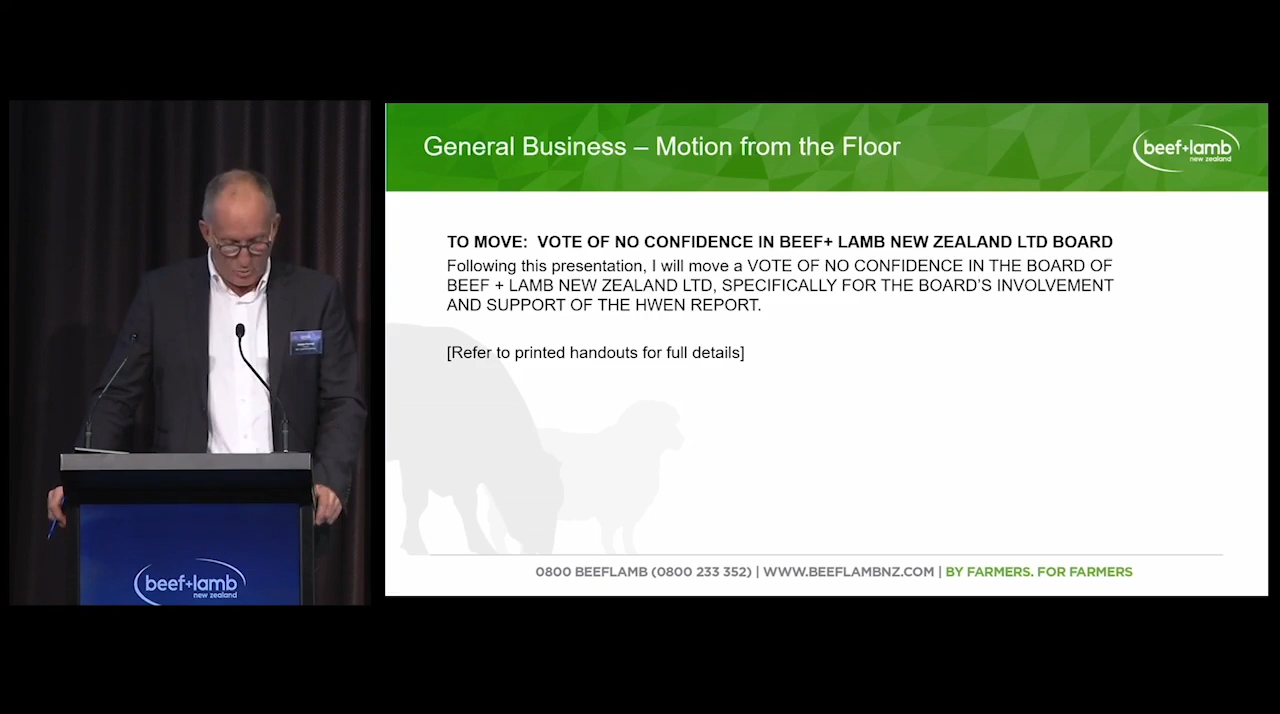 General Business – Motion from the Floor
beef+lamb
new zealand
TO MOVE:  VOTE OF NO CONFIDENCE IN BEEF+ LAMB NEW ZEALAND LTD BOARD
Following this presentation, I will move a VOTE OF NO CONFIDENCE IN THE BOARD OF
BEEF + LAMB NEW ZEALAND LTD, SPECIFICALLY FOR THE BOARD'S INVOLVEMENT
AND SUPPORT OF THE HWEN REPORT.
[Refer to printed handouts for full details]
0800 BEEFLAMB (0800 233 352) | WWW.BEEFLAMBNZ.COM | BY FARMERS. FOR FARMERS
beef+lamb
new zealand